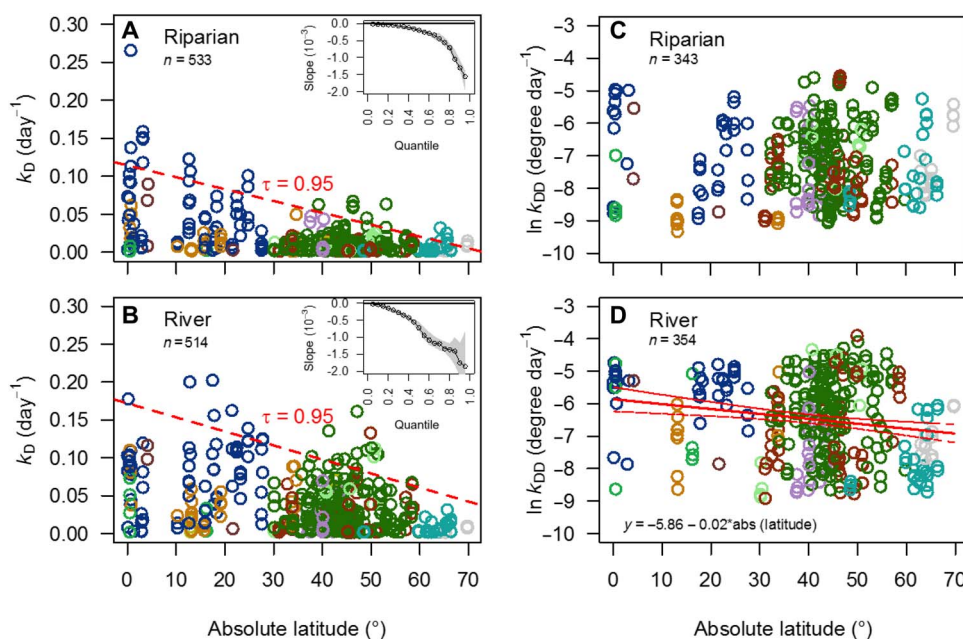 A
Riparian
n = 533
k_D (day⁻¹)
0.30
0.25
0.20
0.15
0.10
0.05
0.00
τ = 0.95
Slope (10⁻³)
0.0
-0.5
-1.0
-1.5
-2.0
0.0 0.2 0.4 0.6 0.8 1.0
Quantile
C
Riparian
n = 343
ln k_DD (degree day⁻¹)
−3
−4
−5
−6
−7
−8
−9
−10
B
River
n = 514
k_D (day⁻¹)
0.30
0.25
0.20
0.15
0.10
0.05
0.00
τ = 0.95
Slope (10⁻³)
0.0
-0.5
-1.0
-1.5
-2.0
0.0 0.2 0.4 0.6 0.8 1.0
Quantile
0 10 20 30 40 50 60 70
Absolute latitude (°)
D
River
n = 354
ln k_DD (degree day⁻¹)
−3
−4
−5
−6
−7
−8
−9
−10
y = −5.86 − 0.02*abs (latitude)
0 10 20 30 40 50 60 70
Absolute latitude (°)